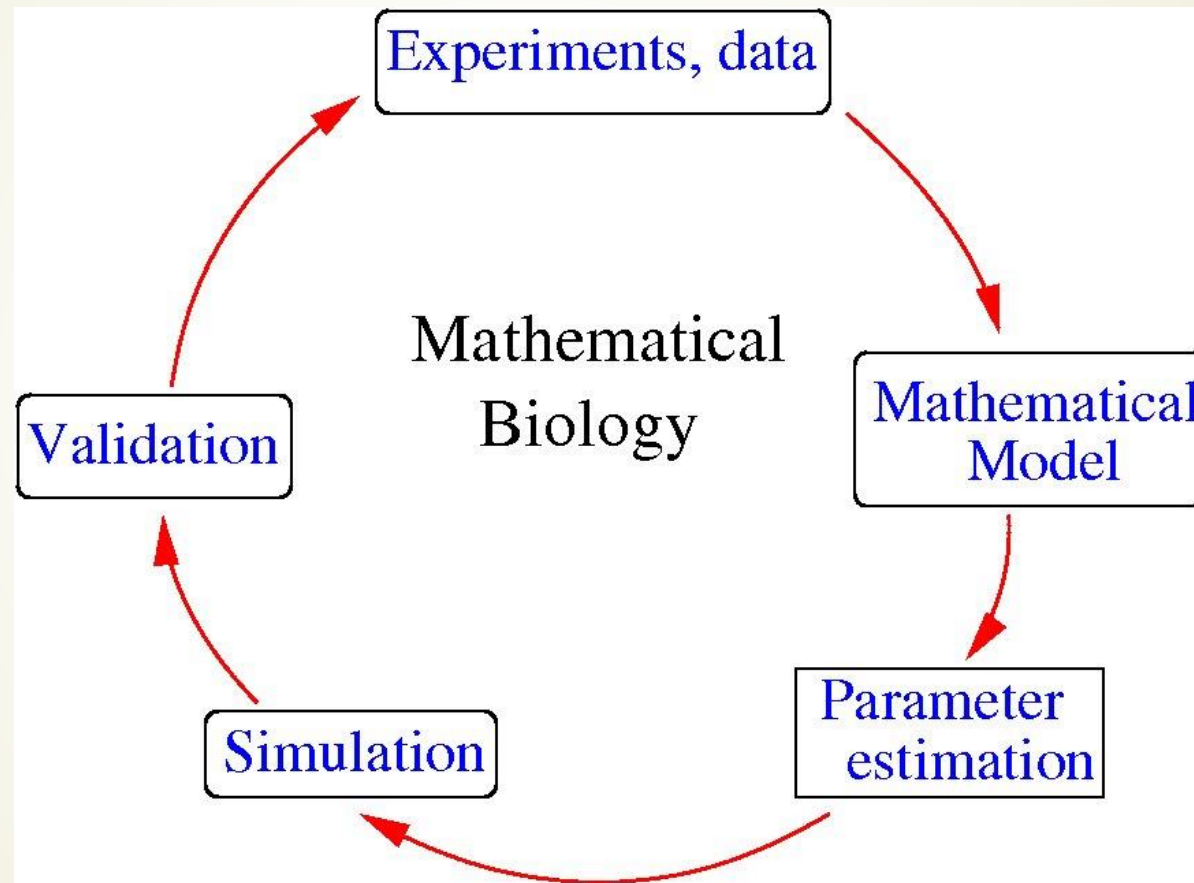 Experiments, data
Mathematical
Biology
Mathematical
Model
Validation
Parameter
estimation
Simulation